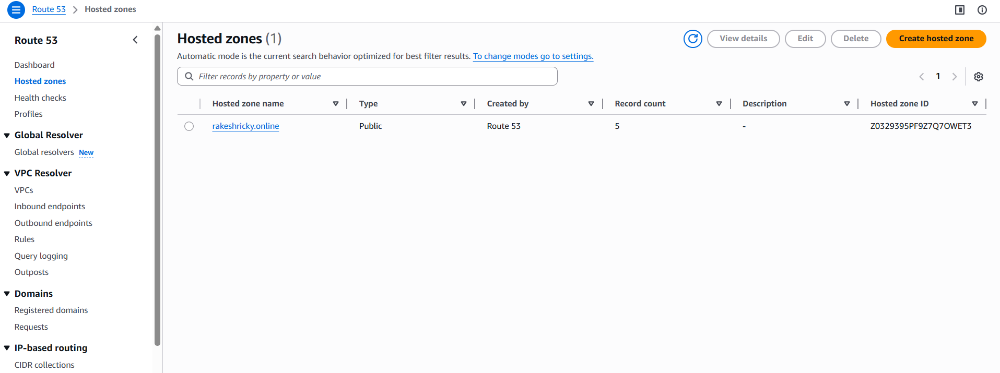 Route 53 > Hosted zones
Route 53
Dashboard
Hosted zones
Health checks
Profiles
Global Resolver
Global resolvers New
VPC Resolver
VPCs
Inbound endpoints
Outbound endpoints
Rules
Query logging
Outposts
Domains
Registered domains
Requests
IP-based routing
CIDR collections
Hosted zones (1)
View details
Edit
Delete
Create hosted zone
Automatic mode is the current search behavior optimized for best filter results. To change modes go to settings.
Filter records by property or value
1
Hosted zone name Type Created by Record count Description Hosted zone ID
rakeshricky.online Public Route 53 5 - Z0329395PF9Z7Q7OWET3